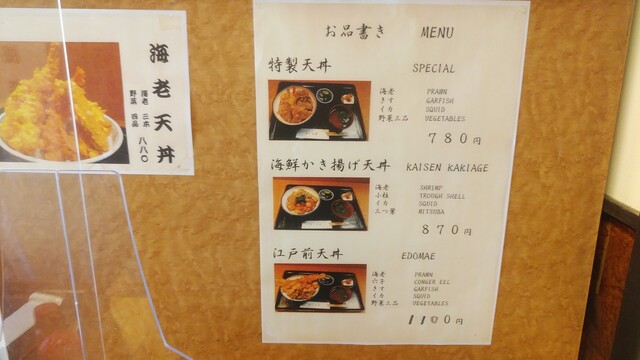 海老天丼
海老 三本
野菜 四品
八八〇
お品書き MENU
特製天丼 SPECIAL
海老 PRAWN
きす GARFISH
イカ SQUID
野菜三品 VEGETABLES
780円
海鮮かき揚げ天丼 KAISEN KAKIAGE
海老 SHRIMP
小柱 TROUGH SHELL
イカ SQUID
三つ葉 MITSUBA
870円
江戸前天丼 EDOMAE
海老 PRAWN
穴子 CONGER EEL
きす GARFISH
イカ SQUID
野菜三品 VEGETABLES
1100円